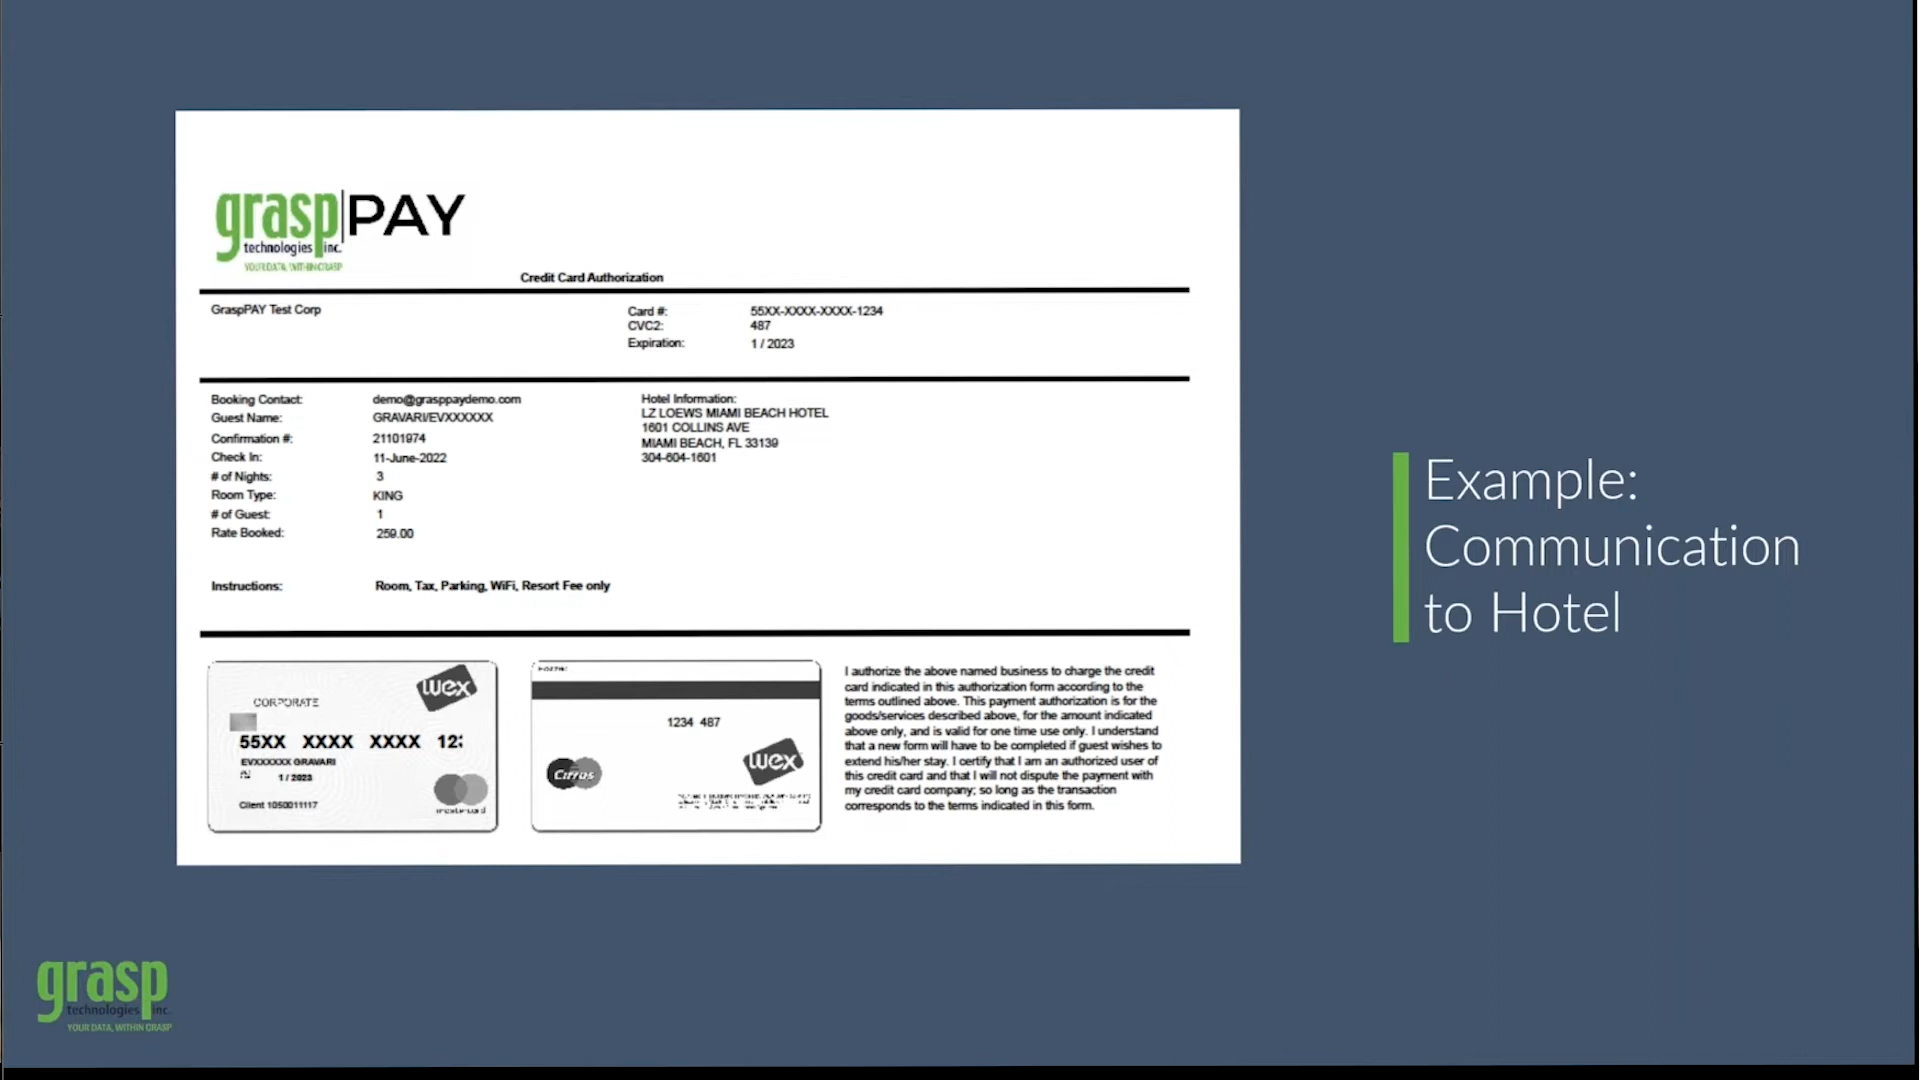 grasp|PAY
technologies inc.
YOUR DATA, WITHIN GRASP
Credit Card Authorization
GraspPAY Test Corp
Card #: 55XX-XXXX-XXXX-1234
CVC2: 487
Expiration: 1 / 2023
Booking Contact: demo@grasppaydemo.com
Guest Name: GRAVARI/EVXXXXXX
Confirmation #: 21101974
Check In: 11-June-2022
# of Nights: 3
Room Type: KING
# of Guest: 1
Rate Booked: 259.00
Hotel Information:
LZ LOEWS MIAMI BEACH HOTEL
1601 COLLINS AVE
MIAMI BEACH, FL 33139
304-604-1601
Instructions: Room, Tax, Parking, WiFi, Resort Fee only
wex
CORPORATE
55XX XXXX XXXX 12
EVXXXXXX GRAVARI
1 / 2023
Client 1050011117
mastercard
1234 487
wex
Cirrus
I authorize the above named business to charge the credit
card indicated in this authorization form according to the
terms outlined above. This payment authorization is for the
goods/services described above, for the amount indicated
above only, and is valid for one time use only. I understand
that a new form will have to be completed if guest wishes to
extend his/her stay. I certify that I am an authorized user of
this credit card and that I will not dispute the payment with
my credit card company; so long as the transaction
corresponds to the terms indicated in this form.
Example:
Communication
to Hotel
grasp
technologies inc.
YOUR DATA, WITHIN GRASP